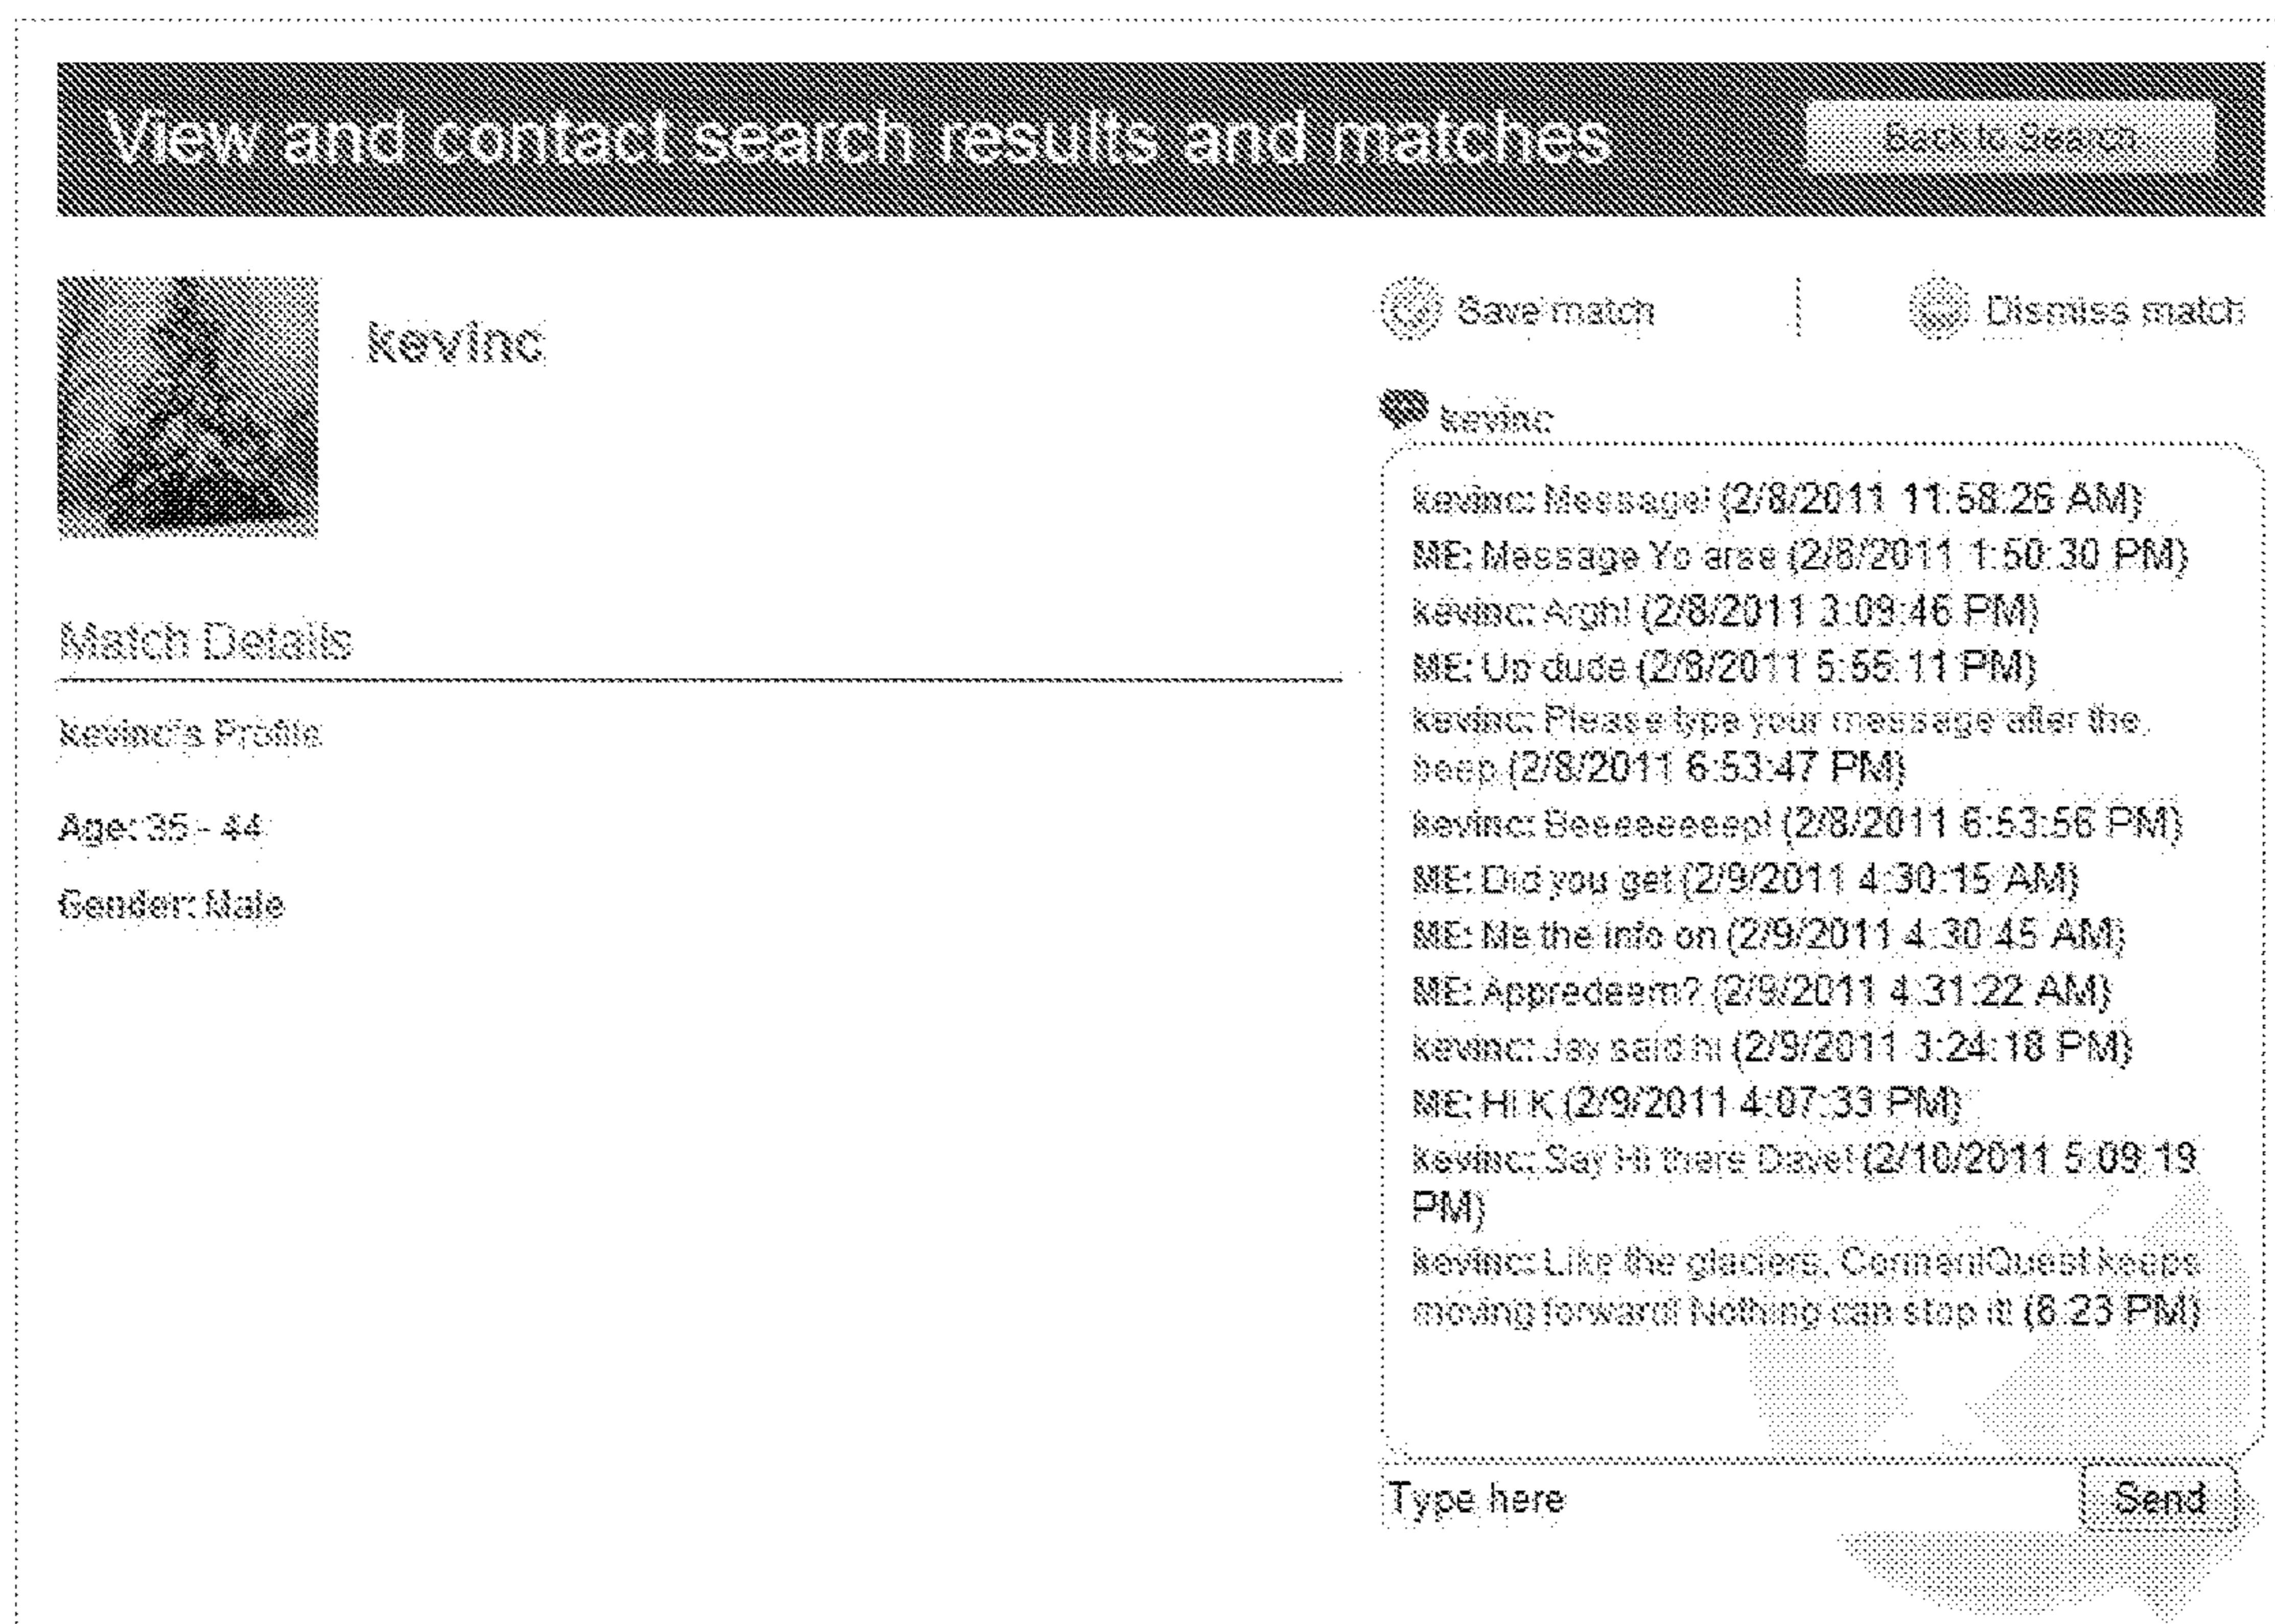 View and contact search results and matches
Back to Search
kevinc
Save match
Dismiss match
kevinc
Match Details
kevinc's Profile
Age: 35 - 44
Gender: Male
kevinc: Message! (2/8/2011 11:58:26 AM)
ME: Message Yo arse (2/8/2011 1:50:30 PM)
kevinc: Argh! (2/8/2011 3:09:46 PM)
ME: Up dude (2/8/2011 5:55:11 PM)
kevinc: Please type your message after the
beep (2/8/2011 6:53:47 PM)
kevinc: Beeeeeeeep! (2/8/2011 6:53:56 PM)
ME: Did you get (2/9/2011 4:30:15 AM)
ME: Me the info on (2/9/2011 4:30:45 AM)
ME: Appredeem? (2/9/2011 4:31:22 AM)
kevinc: Jay said hi (2/9/2011 3:24:18 PM)
ME: Hi K (2/9/2011 4:07:33 PM)
kevinc: Say Hi there Dave! (2/10/2011 5:09:19
PM)
kevinc: Like the glaciers, keeps
moving forward! Nothing can stop it! (6:23 PM)
Type here
Send